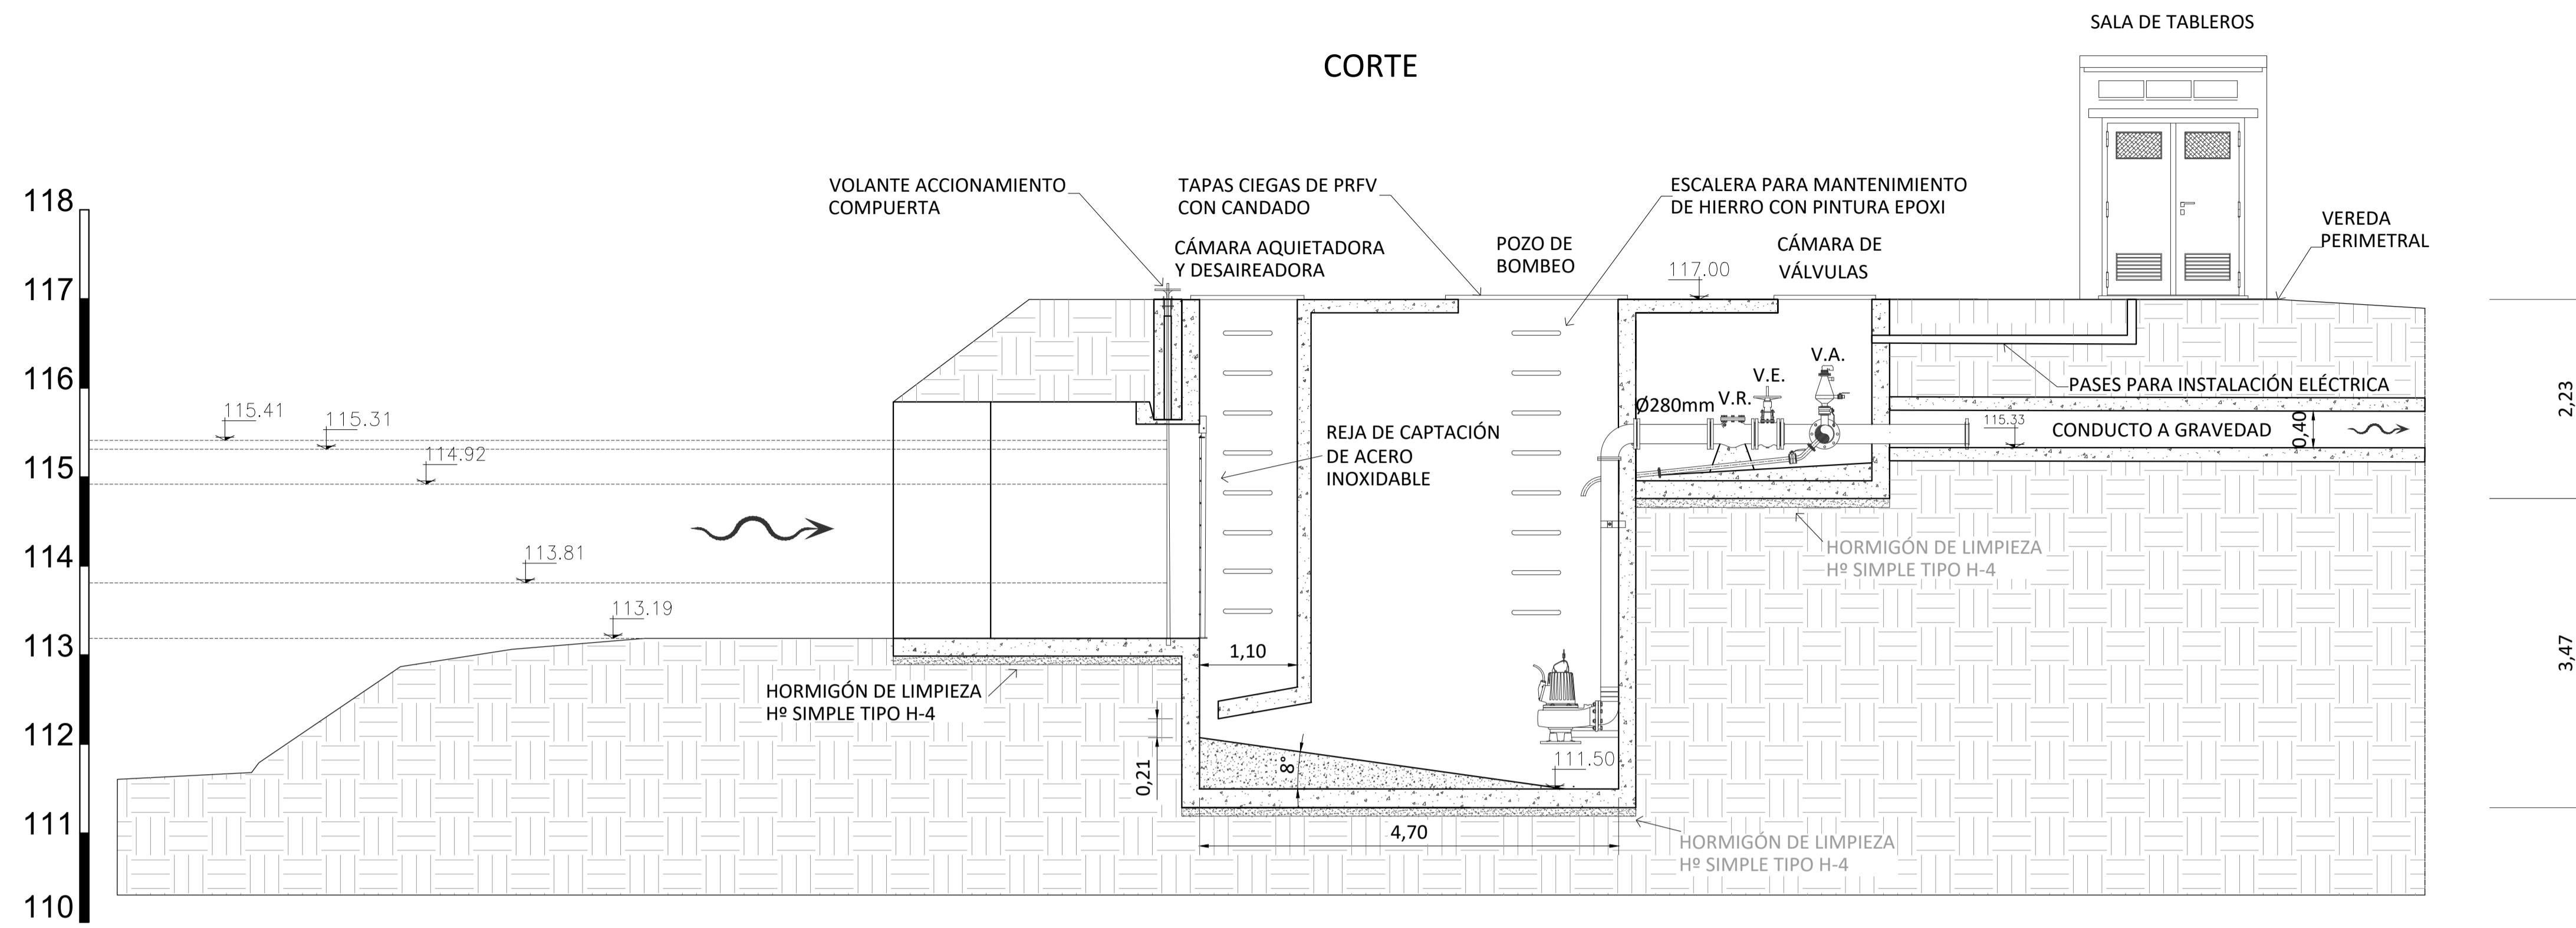 SALA DE TABLEROS
CORTE
VOLANTE ACCIONAMIENTO
COMPUERTA
TAPAS CIEGAS DE PRFV
CON CANDADO
ESCALERA PARA MANTENIMIENTO
DE HIERRO CON PINTURA EPOXI
CÁMARA AQUIETADORA
Y DESAIREADORA
POZO DE
BOMBEO
CÁMARA DE
VÁLVULAS
VEREDA
PERIMETRAL
118
117
116
115
114
113
112
111
110
117.00
115.41
115.31
114.92
113.81
113.19
REJA DE CAPTACIÓN
DE ACERO
INOXIDABLE
Ø280mm
V.R.
V.E.
V.A.
PASES PARA INSTALACIÓN ELÉCTRICA
115.33
CONDUCTO A GRAVEDAD
0,40
2,23
3,47
HORMIGÓN DE LIMPIEZA
Hº SIMPLE TIPO H-4
1,10
HORMIGÓN DE LIMPIEZA
Hº SIMPLE TIPO H-4
0,21
8°
111.50
4,70
HORMIGÓN DE LIMPIEZA
Hº SIMPLE TIPO H-4